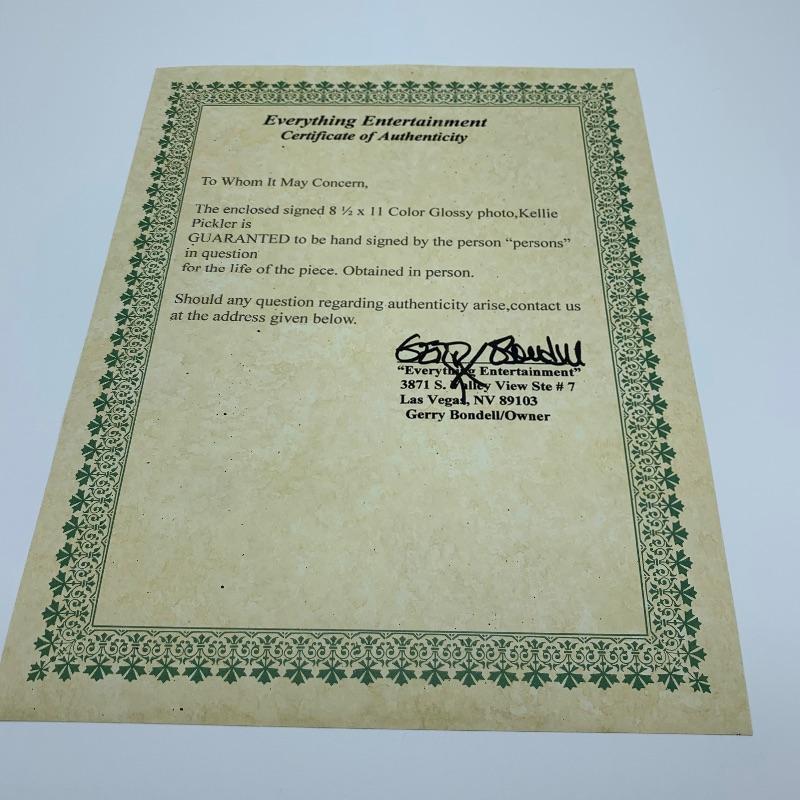 Everything Entertainment
Certificate of Authenticity
To Whom It May Concern,
The enclosed signed 8 ½ x 11 Color Glossy photo,Kellie
Pickler is
GUARANTEED to be hand signed by the person “persons”
in question
for the life of the piece. Obtained in person.
Should any question regarding authenticity arise,contact us
at the address given below.
“Everything Entertainment”
3871 S. Valley View Ste # 7
Las Vegas, NV 89103
Gerry Bondell/Owner